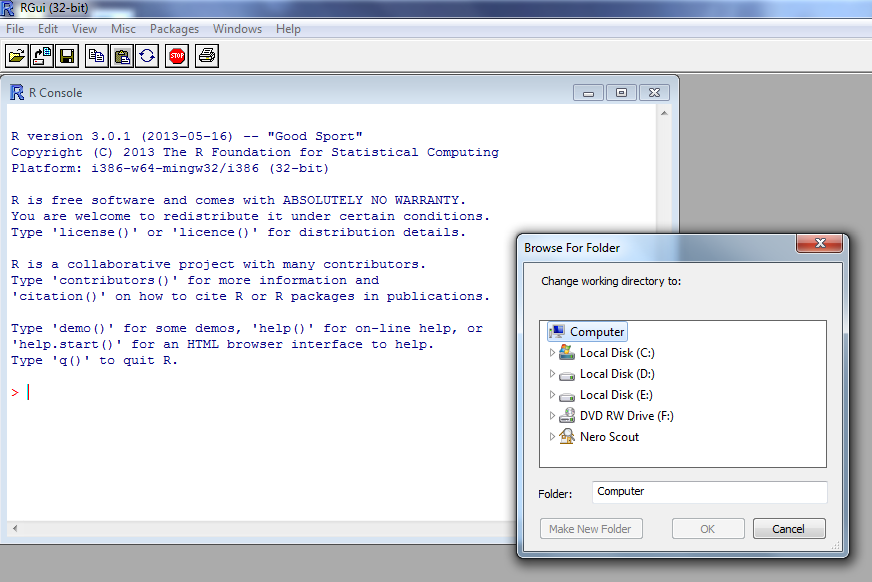 RGui (32-bit)
File Edit View Misc Packages Windows Help
STOP
R Console
R version 3.0.1 (2013-05-16) -- "Good Sport"
Copyright (C) 2013 The R Foundation for Statistical Computing
Platform: i386-w64-mingw32/i386 (32-bit)
R is free software and comes with ABSOLUTELY NO WARRANTY.
You are welcome to redistribute it under certain conditions.
Type 'license()' or 'licence()' for distribution details.
R is a collaborative project with many contributors.
Type 'contributors()' for more information and
'citation()' on how to cite R or R packages in publications.
Type 'demo()' for some demos, 'help()' for on-line help, or
'help.start()' for an HTML browser interface to help.
Type 'q()' to quit R.
>
Browse For Folder
Change working directory to:
Computer
Local Disk (C:)
Local Disk (D:)
Local Disk (E:)
DVD RW Drive (F:)
Nero Scout
Folder: Computer
Make New Folder OK Cancel